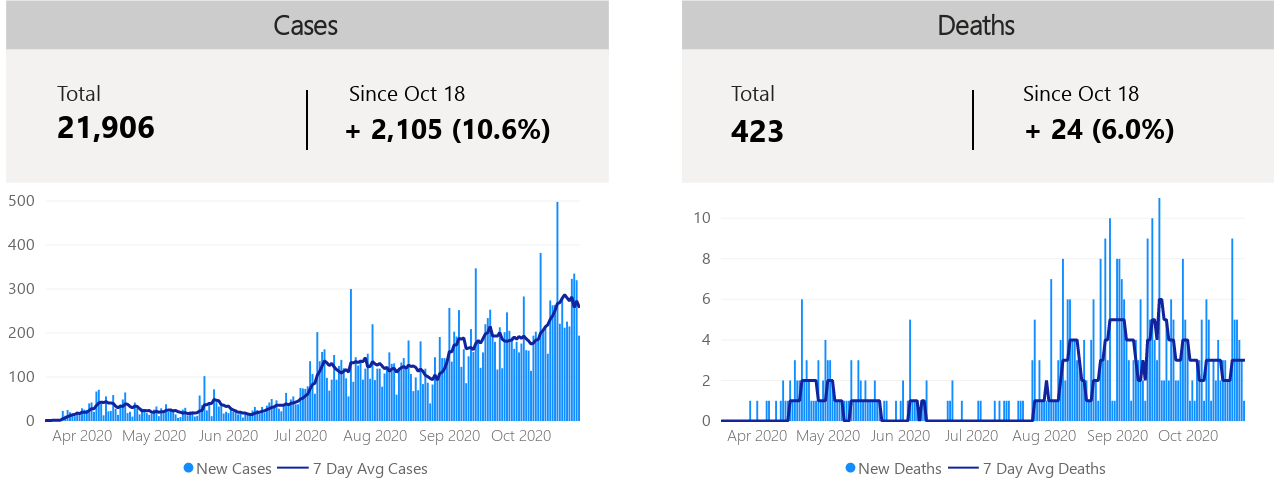 Cases
Total
21,906
Since Oct 18
+ 2,105 (10.6%)
500
400
300
200
100
0
Apr 2020 May 2020 Jun 2020 Jul 2020 Aug 2020 Sep 2020 Oct 2020
New Cases 7 Day Avg Cases
Deaths
Total
423
Since Oct 18
+ 24 (6.0%)
10
8
6
4
2
0
Apr 2020 May 2020 Jun 2020 Jul 2020 Aug 2020 Sep 2020 Oct 2020
New Deaths 7 Day Avg Deaths